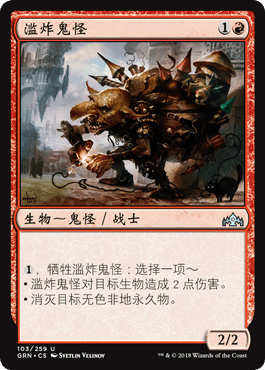 滥炸鬼怪 1
生物～鬼怪 / 战士
1，牺牲滥炸鬼怪：选择一项～
• 滥炸鬼怪对目标生物造成 2 点伤害。
• 消灭目标无色非地永久物。
2/2
103/259 U
GRN • CS Svetlin Velinov
™ & © 2018 Wizards of the Coast